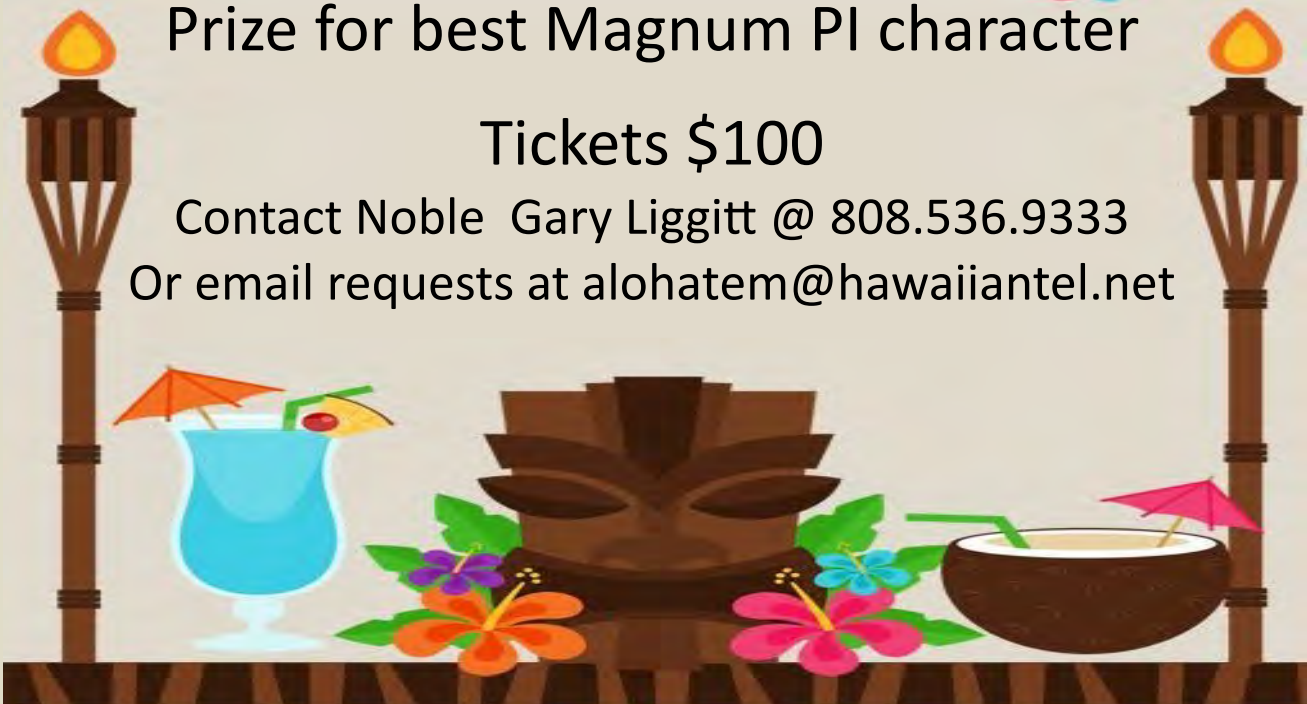 Prize for best Magnum PI character
Tickets $100
Contact Noble  Gary Liggitt @ 808.536.9333
Or email requests at alohatem@hawaiiantel.net